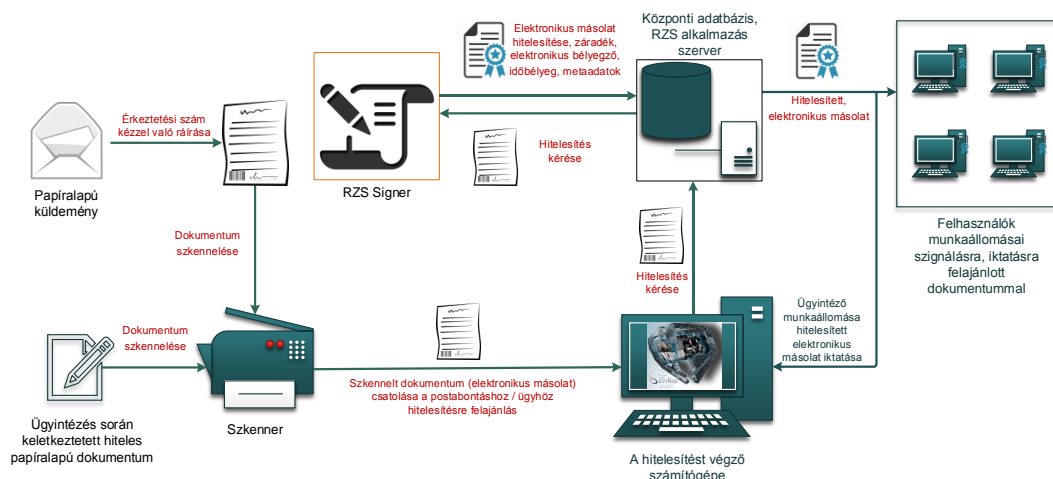 Elektronikus másolat
hitelesítése, záradék,
elektronikus bélyegző,
időbélyeg, metaadatok
Központi adatbázis,
RZS alkalmazás
szerver
Érkeztetési szám
kézzel való ráírása
Hitelesített,
elektronikus másolat
Hitelesítés
kérése
Papíralapú
küldemény
RZS Signer
Felhasználók
munkaállomásai
szignálásra, iktatásra
felajánlott
dokumentummal
Dokumentum
szkennelése
Hitelesítés
kérése
Ügyintéző
munkaállomása
hitelesített
elektronikus
másolat iktatása
Dokumentum
szkennelése
Szkennelt dokumentum (elektronikus másolat)
csatolása a postabontáshoz / ügyhöz
hitelesítésre felajánlás
Ügyintézés során
keletkeztetett hiteles
papíralapú dokumentum
Szkenner
A hitelesítést végző
számítógépe